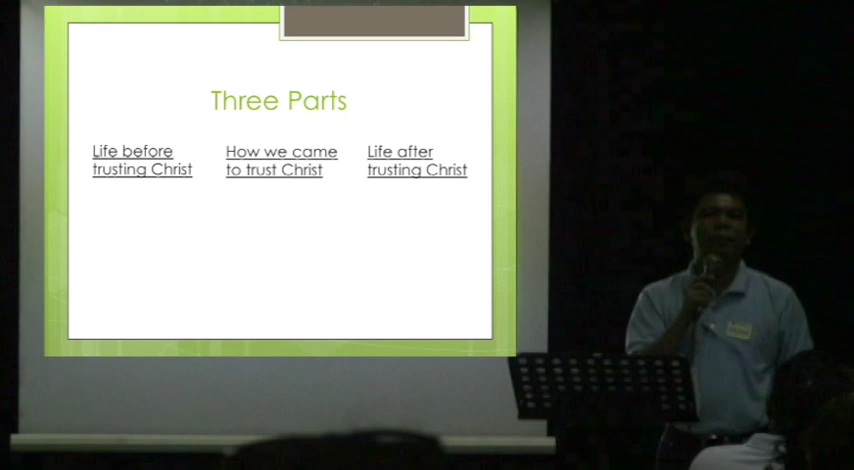 Three Parts
Life before
trusting Christ
How we came
to trust Christ
Life after
trusting Christ